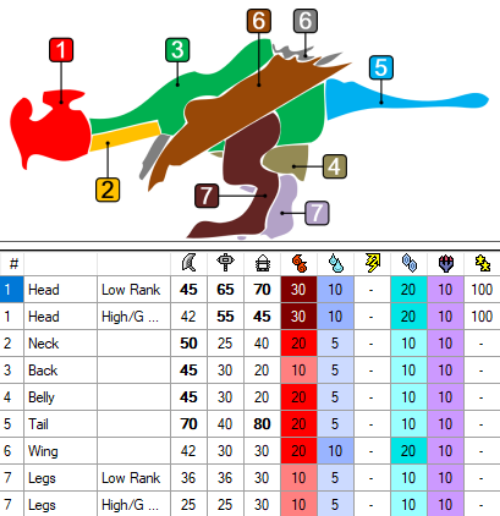 1
3
6
6
5
2
4
7
7
#
1 Head Low Rank 45 65 70 30 10 - 20 10 100
1 Head High/G ... 42 55 45 30 10 - 20 10 100
2 Neck 50 25 40 20 5 - 10 10 -
3 Back 45 30 20 10 5 - 10 10 -
4 Belly 45 30 20 20 5 - 10 10 -
5 Tail 70 40 80 20 5 - 10 10 -
6 Wing 42 30 30 20 10 - 20 10 -
7 Legs Low Rank 36 36 30 10 5 - 10 10 -
7 Legs High/G ... 25 25 30 10 5 - 10 10 -